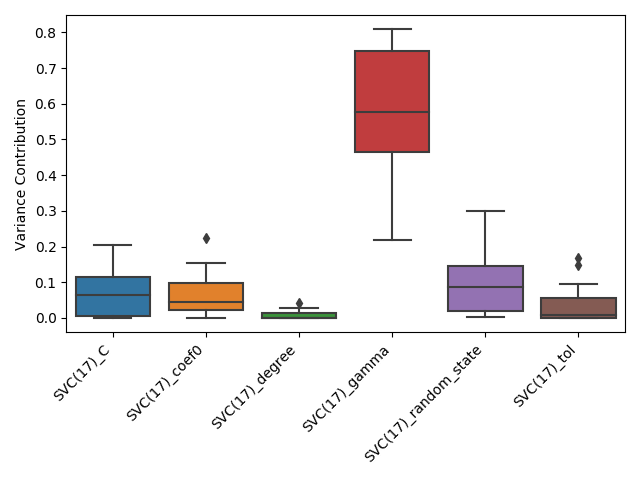 Variance Contribution
0.8
0.7
0.6
0.5
0.4
0.3
0.2
0.1
0.0
SVC(17)_C
SVC(17)_coef0
SVC(17)_degree
SVC(17)_gamma
SVC(17)_random_state
SVC(17)_tol